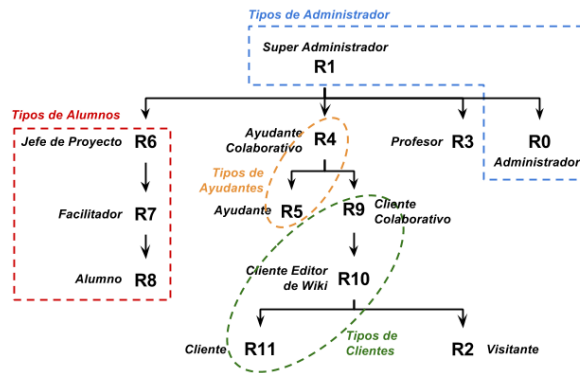 Tipos de Administrador
Super Administrador
R1
Tipos de Alumnos
Jefe de Proyecto R6
Ayudante
Colaborativo R4
Profesor R3
R0
Administrador
Tipos de
Ayudantes
Facilitador R7
Ayudante R5
R9 Cliente
Colaborativo
Alumno R8
Cliente Editor
de Wiki R10
Cliente R11
Tipos de
Clientes
R2 Visitante